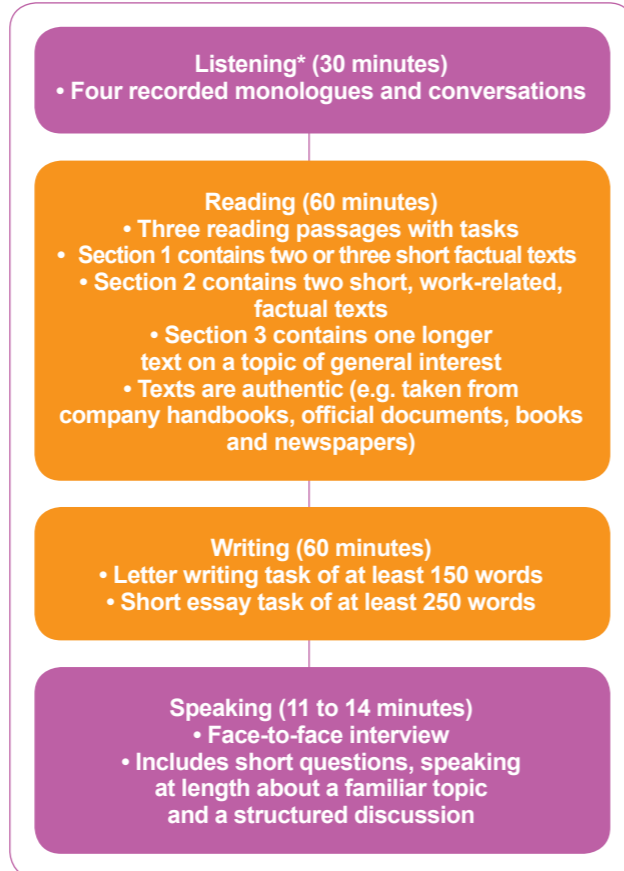 Listening* (30 minutes)
• Four recorded monologues and conversations
Reading (60 minutes)
• Three reading passages with tasks
• Section 1 contains two or three short factual texts
• Section 2 contains two short, work-related,
factual texts
• Section 3 contains one longer
text on a topic of general interest
• Texts are authentic (e.g. taken from
company handbooks, official documents, books
and newspapers)
Writing (60 minutes)
• Letter writing task of at least 150 words
• Short essay task of at least 250 words
Speaking (11 to 14 minutes)
• Face-to-face interview
• Includes short questions, speaking
at length about a familiar topic
and a structured discussion